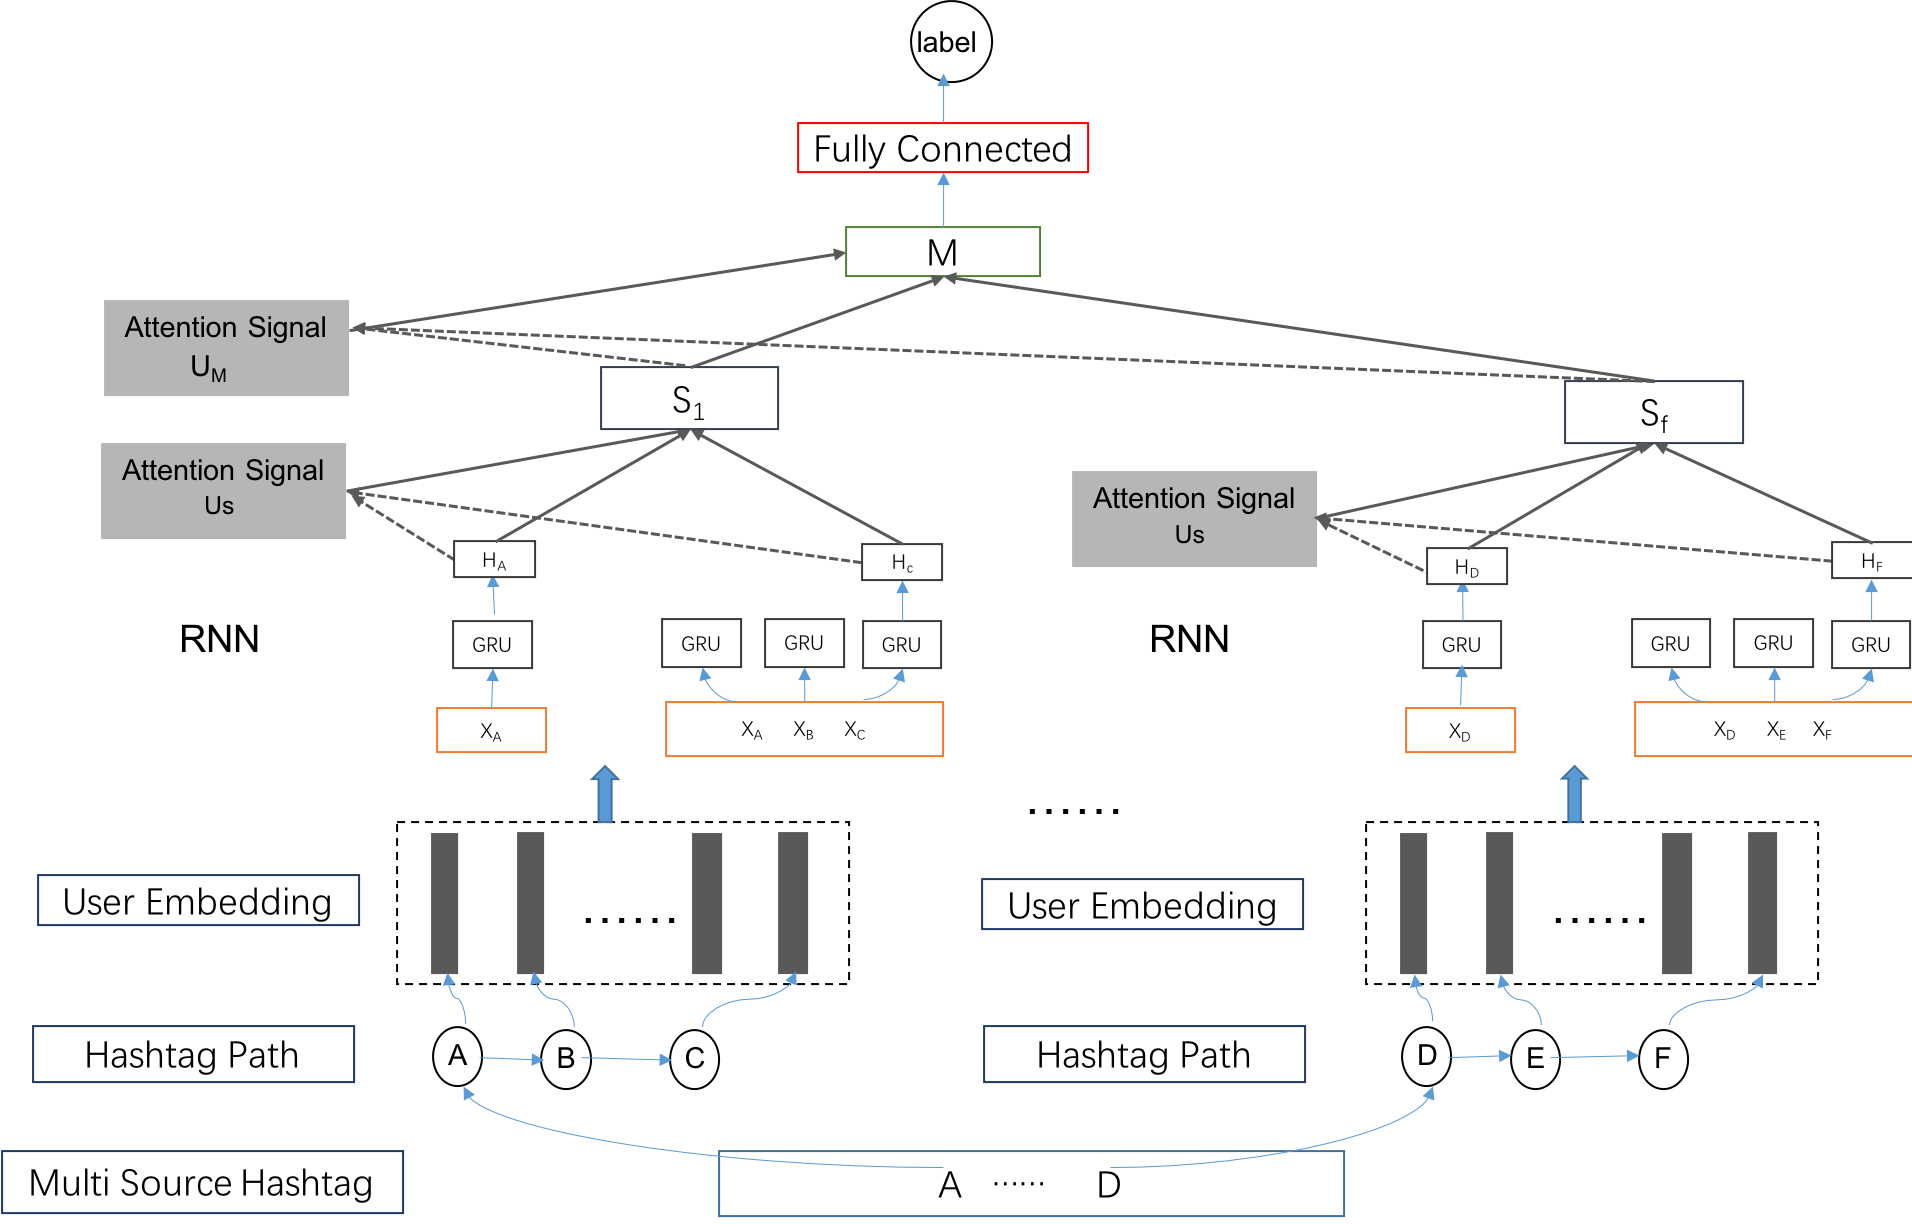 label
Fully Connected
M
Attention Signal
U_M
S_1
S_f
Attention Signal
Us
Attention Signal
Us
H_A
H_c
H_D
H_F
RNN
GRU
GRU
GRU
GRU
RNN
GRU
GRU
GRU
GRU
X_A
X_A X_B X_C
X_D
X_D X_E X_F
......
User Embedding
......
User Embedding
......
Hashtag Path
A
B
C
Hashtag Path
D
E
F
Multi Source Hashtag
A ...... D